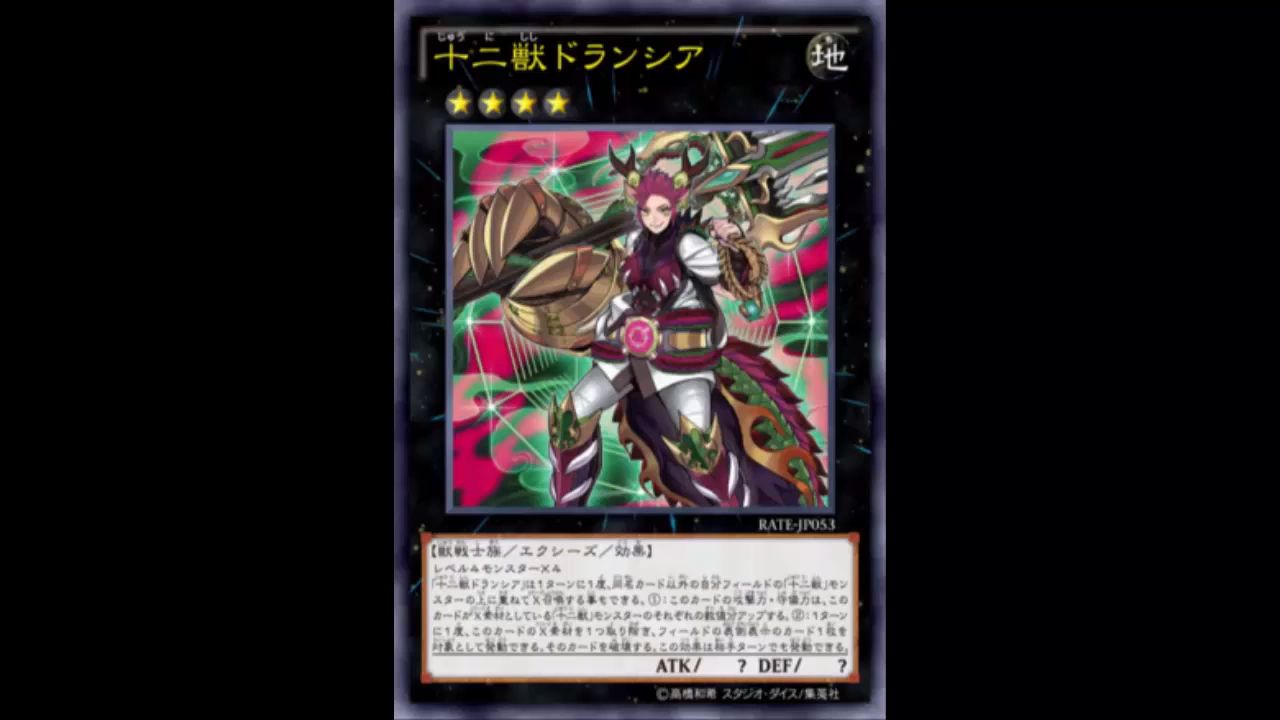 じゅう に しし
十二獣ドランシア
地
RATE-JP053
【獣戦士族／エクシーズ／効果】
レベル4モンスター×4
「十二獣ドランシア」は1ターンに1度、同名カード以外の自分フィールドの「十二獣」モン
スターの上に重ねてX召喚する事もできる。①：このカードの攻撃力・守備力は、この
カードがX素材としている「十二獣」モンスターのそれぞれの数値分アップする。②：1ターン
に1度、このカードのX素材を1つ取り除き、フィールドの表側表示のカード1枚を
対象として発動できる。そのカードを破壊する。この効果は相手ターンでも発動できる。
ATK/ ? DEF/ ?
©高橋和希 スタジオ・ダイス/集英社